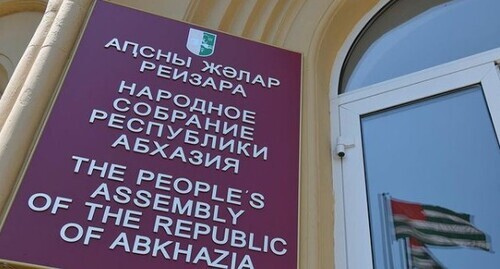 АԤСНЫ ЖӘЛАР
РЕИЗАРА
НАРОДНОЕ
СОБРАНИЕ
РЕСПУБЛИКИ
АБХАЗИЯ
THE PEOPLE'S
ASSEMBLY
OF THE REPUBLIC
OF ABKHAZIA